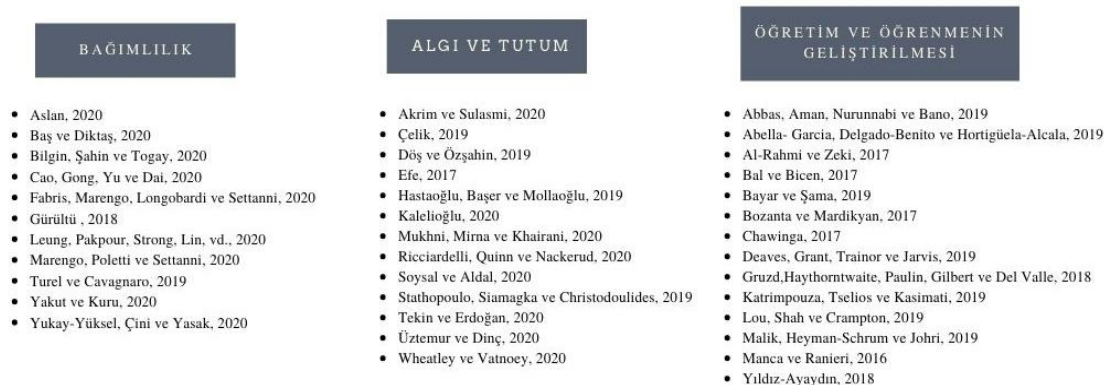 BAĞIMLILIK
Aslan, 2020
Baş ve Diktaş, 2020
Bilgin, Şahin ve Togay, 2020
Cao, Gong, Yu ve Dai, 2020
Fabris, Marengo, Longobardi ve Settanni, 2020
Gürültü , 2018
Leung, Pakpour, Strong, Lin, vd., 2020
Marengo, Poletti ve Settanni, 2020
Turel ve Cavagnaro, 2019
Yakut ve Kuru, 2020
Yukay-Yüksel, Çini ve Yasak, 2020
ALGI VE TUTUM
Akrim ve Sulasmi, 2020
Çelik, 2019
Döş ve Özşahin, 2019
Efe, 2017
Hastaoğlu, Başer ve Mollaoğlu, 2019
Kalelioğlu, 2020
Mukhni, Mirna ve Khairani, 2020
Ricciardelli, Quinn ve Nackerud, 2020
Soysal ve Aldal, 2020
Stathopoulo, Siamagka ve Christodoulides, 2019
Tekin ve Erdoğan, 2020
Üztemur ve Dinç, 2020
Wheatley ve Vatnoey, 2020
ÖĞRETİM VE ÖĞRENMENİN
GELİŞTİRİLMESİ
Abbas, Aman, Nurunnabi ve Bano, 2019
Abella- Garcia, Delgado-Benito ve Hortigüela-Alcala, 2019
Al-Rahmi ve Zeki, 2017
Bal ve Bicen, 2017
Bayar ve Şama, 2019
Bozanta ve Mardikyan, 2017
Chawinga, 2017
Deaves, Grant, Trainor ve Jarvis, 2019
Gruzd,Haythorntwaite, Paulin, Gilbert ve Del Valle, 2018
Katrimpouza, Tselios ve Kasimati, 2019
Lou, Shah ve Crampton, 2019
Malik, Heyman-Schrum ve Johri, 2019
Manca ve Ranieri, 2016
Yıldız-Ayaydın, 2018